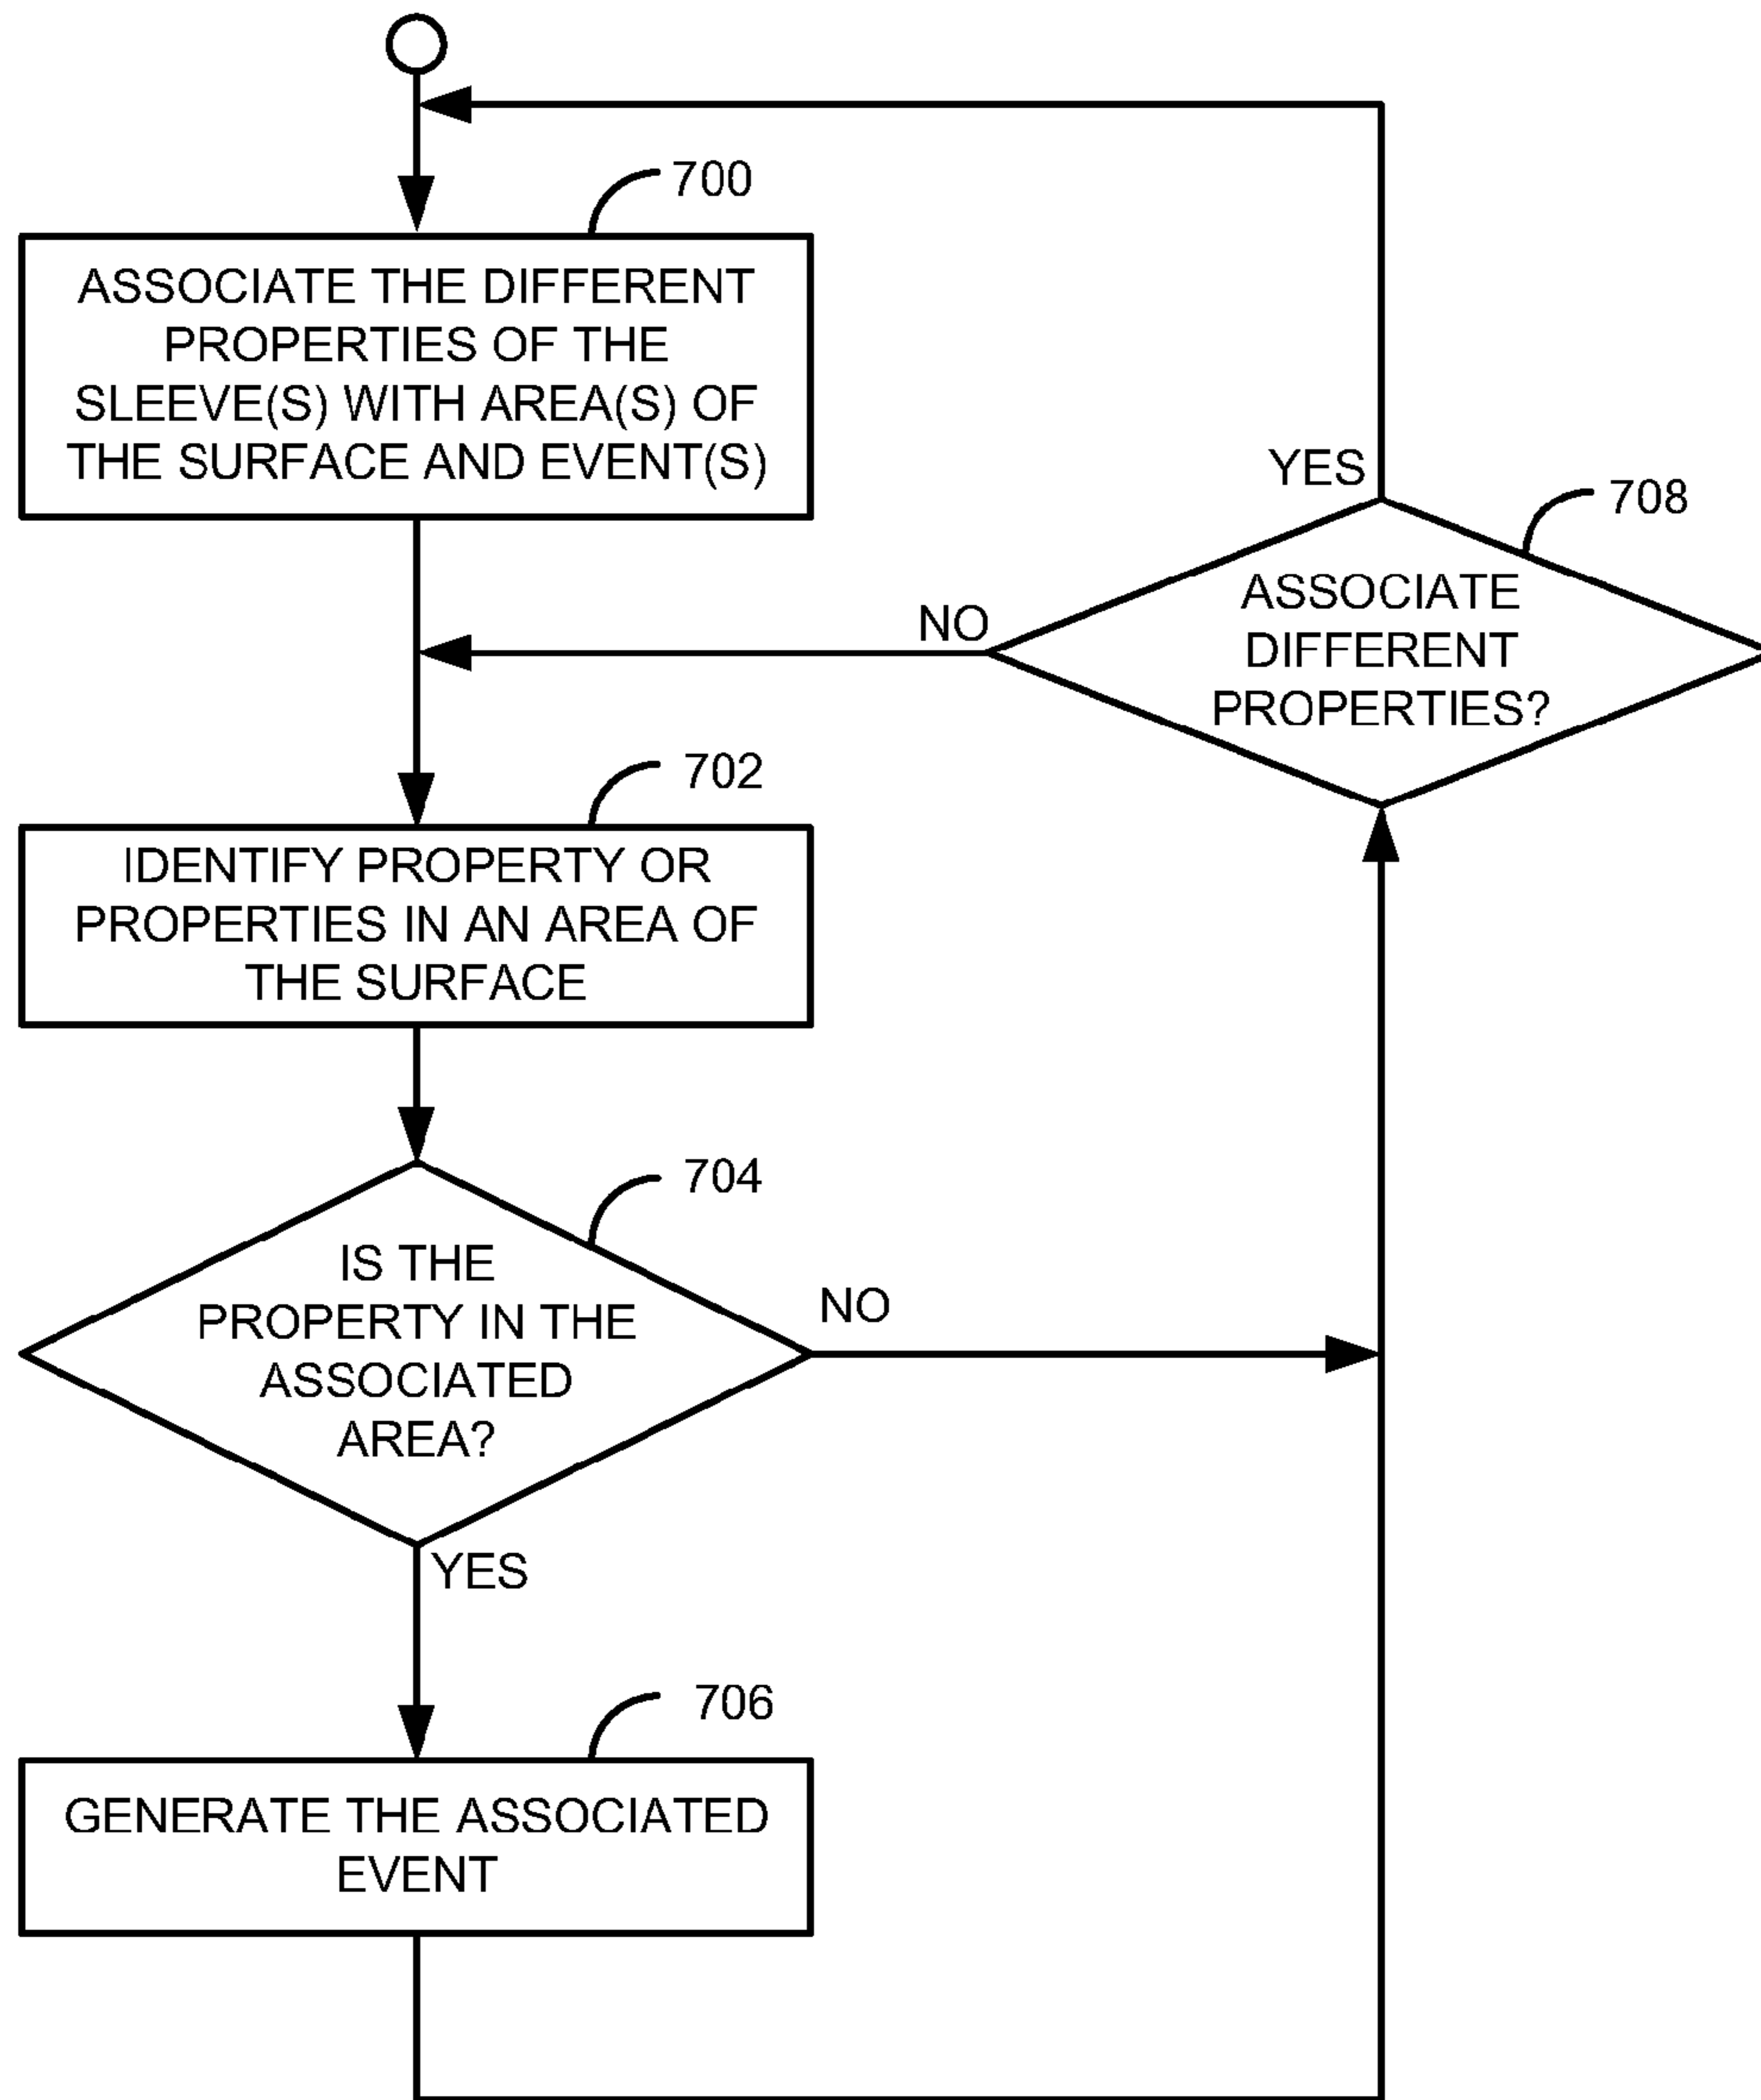 700
ASSOCIATE THE DIFFERENT
PROPERTIES OF THE
SLEEVE(S) WITH AREA(S) OF
THE SURFACE AND EVENT(S)
YES
708
ASSOCIATE
DIFFERENT
PROPERTIES?
NO
702
IDENTIFY PROPERTY OR
PROPERTIES IN AN AREA OF
THE SURFACE
704
IS THE
PROPERTY IN THE
ASSOCIATED
AREA?
NO
YES
706
GENERATE THE ASSOCIATED
EVENT